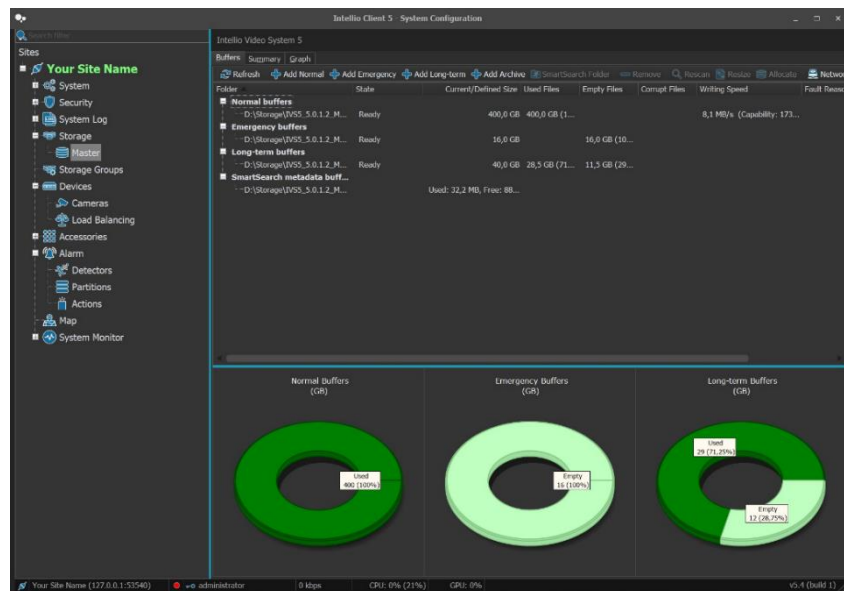 Intellio Client 5 - System Configuration
Search filter
Sites
Your Site Name
System
Security
System Log
Storage
Master
Storage Groups
Devices
Cameras
Load Balancing
Accessories
Alarm
Detectors
Partitions
Actions
Map
System Monitor
Intellio Video System 5
Buffers Summary Graph
Refresh Add Normal Add Emergency Add Long-term Add Archive SmartSearch Folder Remove Rescan Resize Allocate Networ
Folder State Current/Defined Size Used Files Empty Files Corrupt Files Writing Speed Fault Reaso
Normal buffers
D:\Storage\IVS5_5.0.1.2_M... Ready 400,0 GB 400,0 GB (1... 8,1 MB/s (Capability: 173...
Emergency buffers
D:\Storage\IVS5_5.0.1.2_M... Ready 16,0 GB 16,0 GB (10...
Long-term buffers
D:\Storage\IVS5_5.0.1.2_M... Ready 40,0 GB 28,5 GB (71... 11,5 GB (29...
SmartSearch metadata buff...
D:\Storage\IVS5_5.0.1.2_M... Used: 32,2 MB, Free: 88...
Normal Buffers
(GB)
Used
400 (100%)
Emergency Buffers
(GB)
Empty
16 (100%)
Long-term Buffers
(GB)
Used
29 (71,25%)
Empty
12 (28,75%)
Your Site Name (127.0.0.1:53540) administrator 0 kbps CPU: 0% (21%) GPU: 0% v5.4 (build 1)